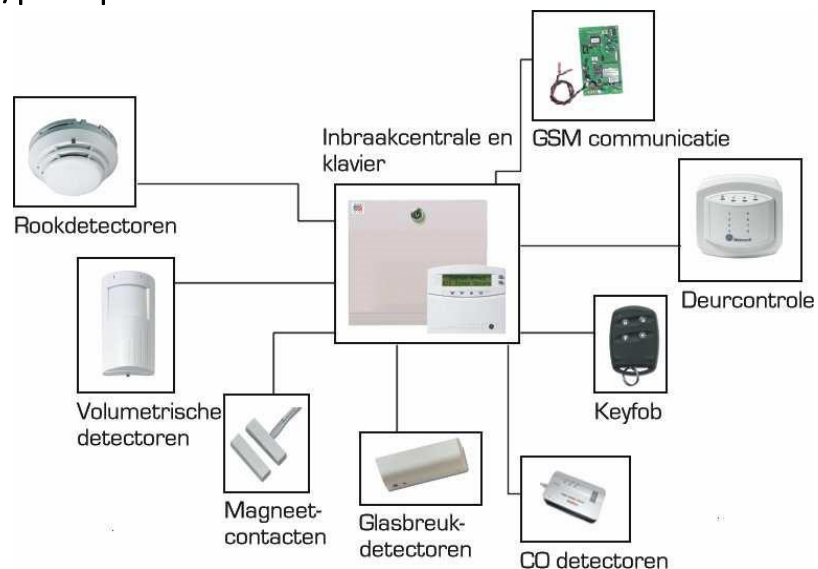 GSM communicatie
Inbraakcentrale en
klavier
Rookdetectoren
Deurcontrole
Volumetrische
detectoren
Keyfob
Magneet-
contacten
Glasbreuk-
detectoren
CO detectoren